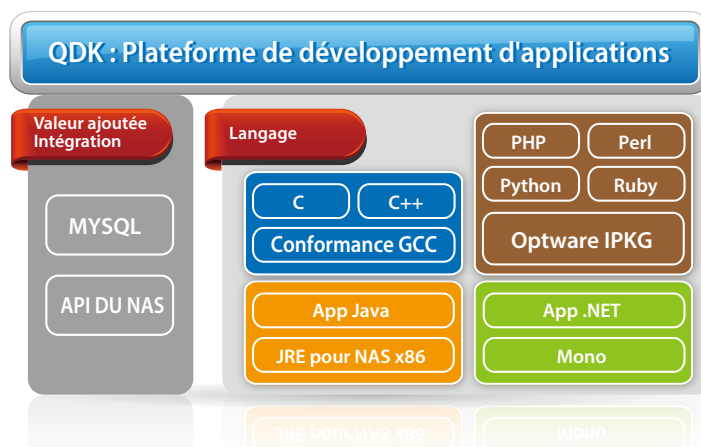 QDK : Plateforme de développement d'applications
Valeur ajoutée
Intégration
MYSQL
API DU NAS
Langage
C
C++
Conformance GCC
PHP
Perl
Python
Ruby
Optware IPKG
App Java
JRE pour NAS x86
App .NET
Mono